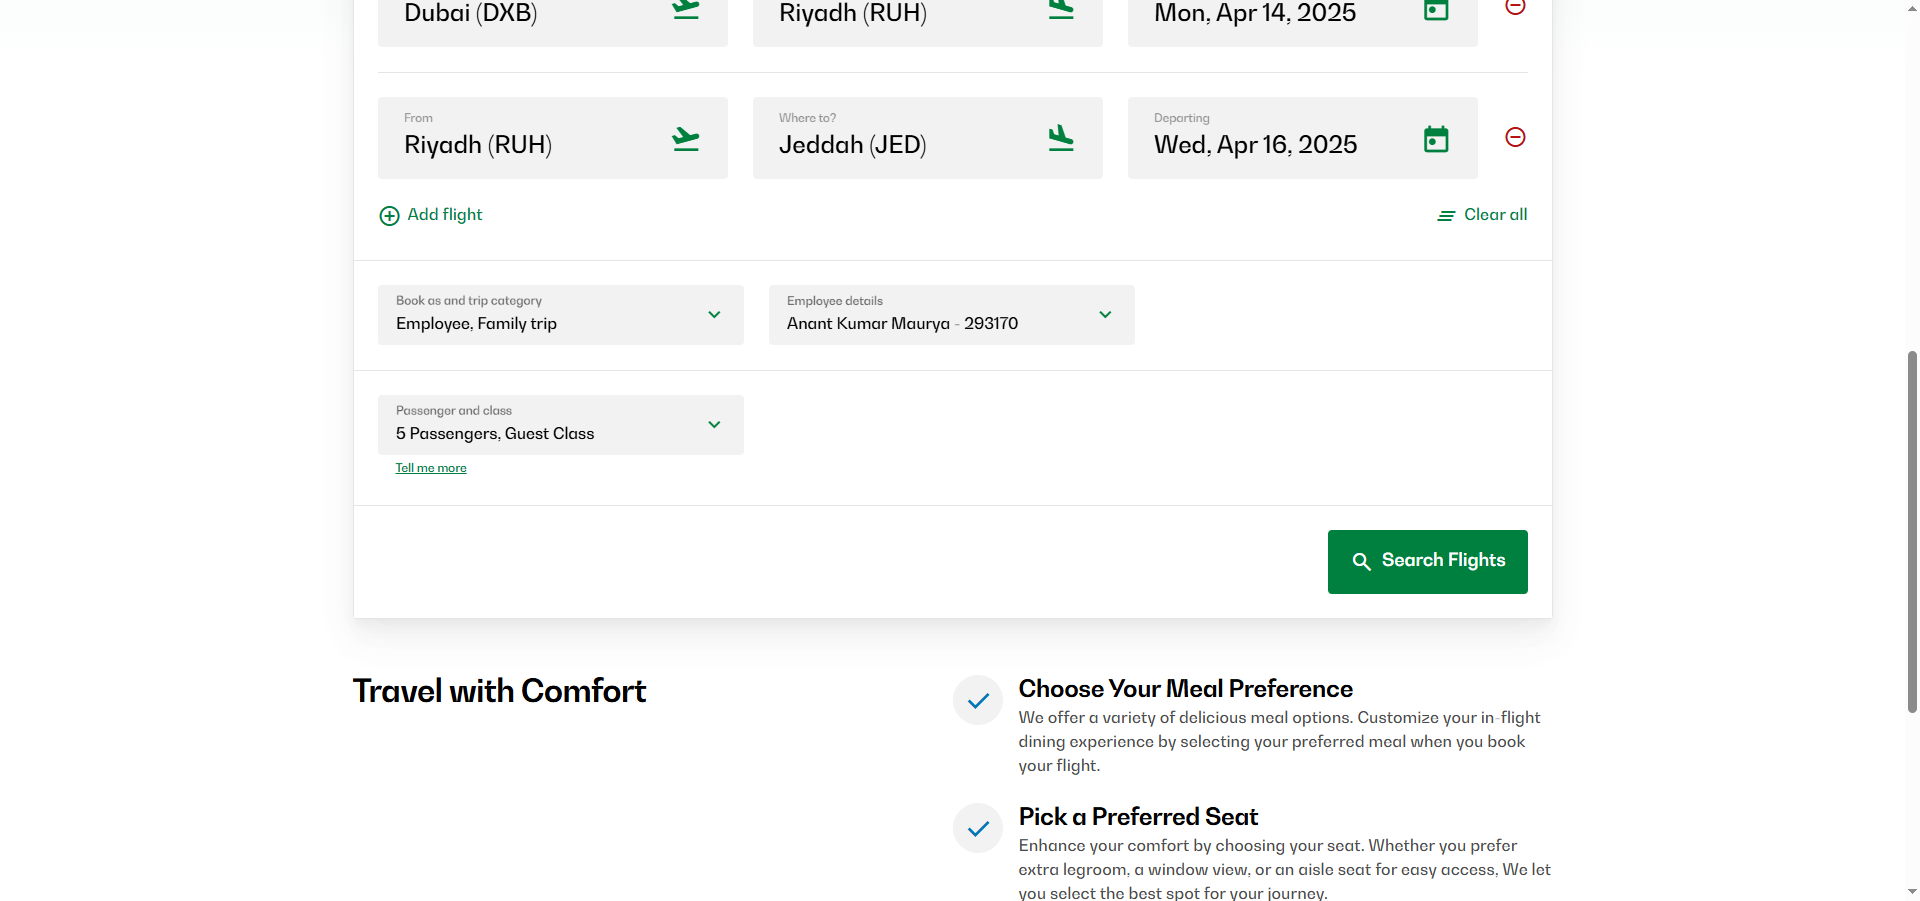 Dubai (DXB)
Riyadh (RUH)
Mon, Apr 14, 2025
From
Riyadh (RUH)
Where to?
Jeddah (JED)
Departing
Wed, Apr 16, 2025
Add flight
Clear all
Book as and trip category
Employee, Family trip
Employee details
Anant Kumar Maurya - 293170
Passenger and class
5 Passengers, Guest Class
Tell me more
Search Flights
Travel with Comfort
Choose Your Meal Preference
We offer a variety of delicious meal options. Customize your in-flight
dining experience by selecting your preferred meal when you book
your flight.
Pick a Preferred Seat
Enhance your comfort by choosing your seat. Whether you prefer
extra legroom, a window view, or an aisle seat for easy access, We let
you select the best spot for your journey.